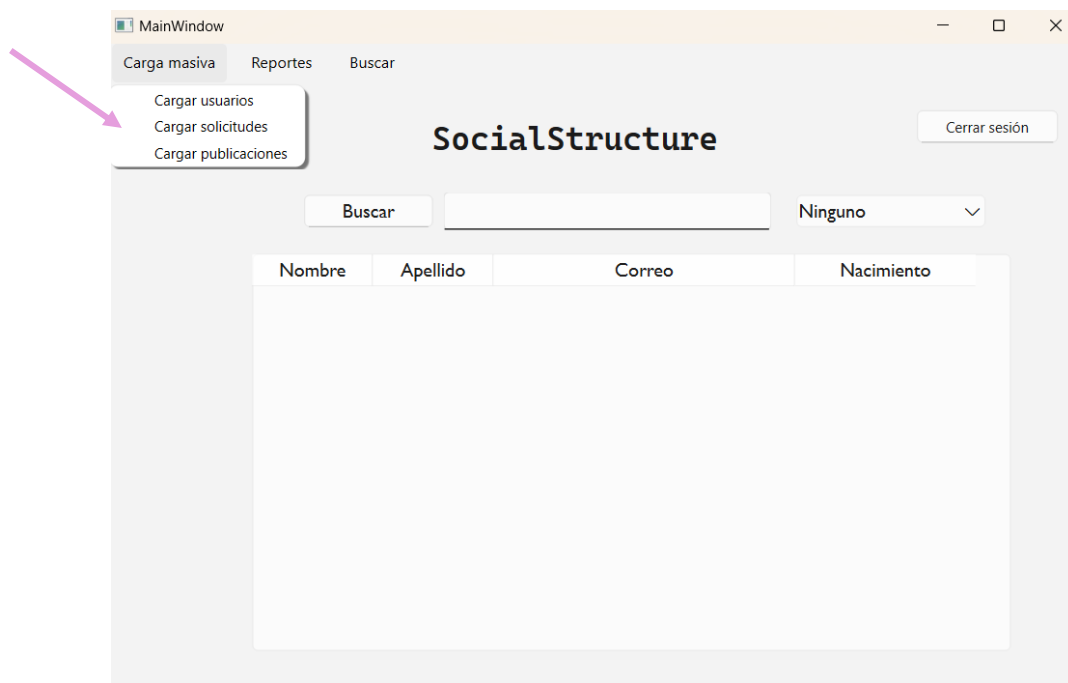 MainWindow
Carga masiva Reportes Buscar
Cargar usuarios
Cargar solicitudes
Cargar publicaciones
SocialStructure
Cerrar sesión
Buscar Ninguno
Nombre Apellido Correo Nacimiento